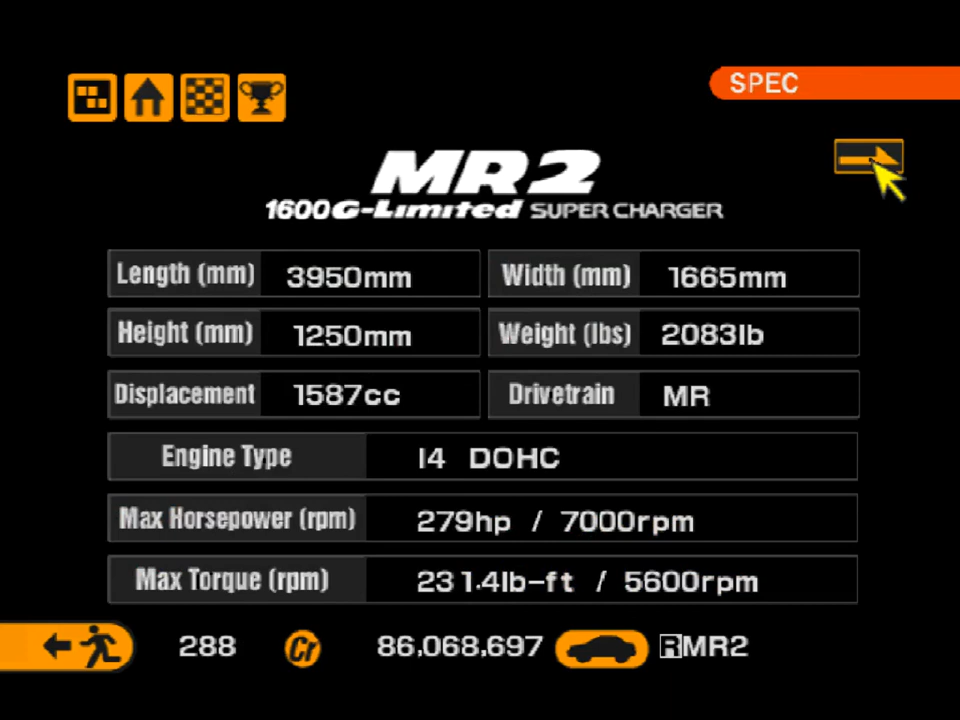 SPEC
MR2
1600G-Limited SUPER CHARGER
Length (mm) 3950mm Width (mm) 1665mm
Height (mm) 1250mm Weight (lbs) 2083lb
Displacement 1587cc Drivetrain MR
Engine Type I4 DOHC
Max Horsepower (rpm) 279hp / 7000rpm
Max Torque (rpm) 231.4lb-ft / 5600rpm
288 Cr 86,068,697 RMR2